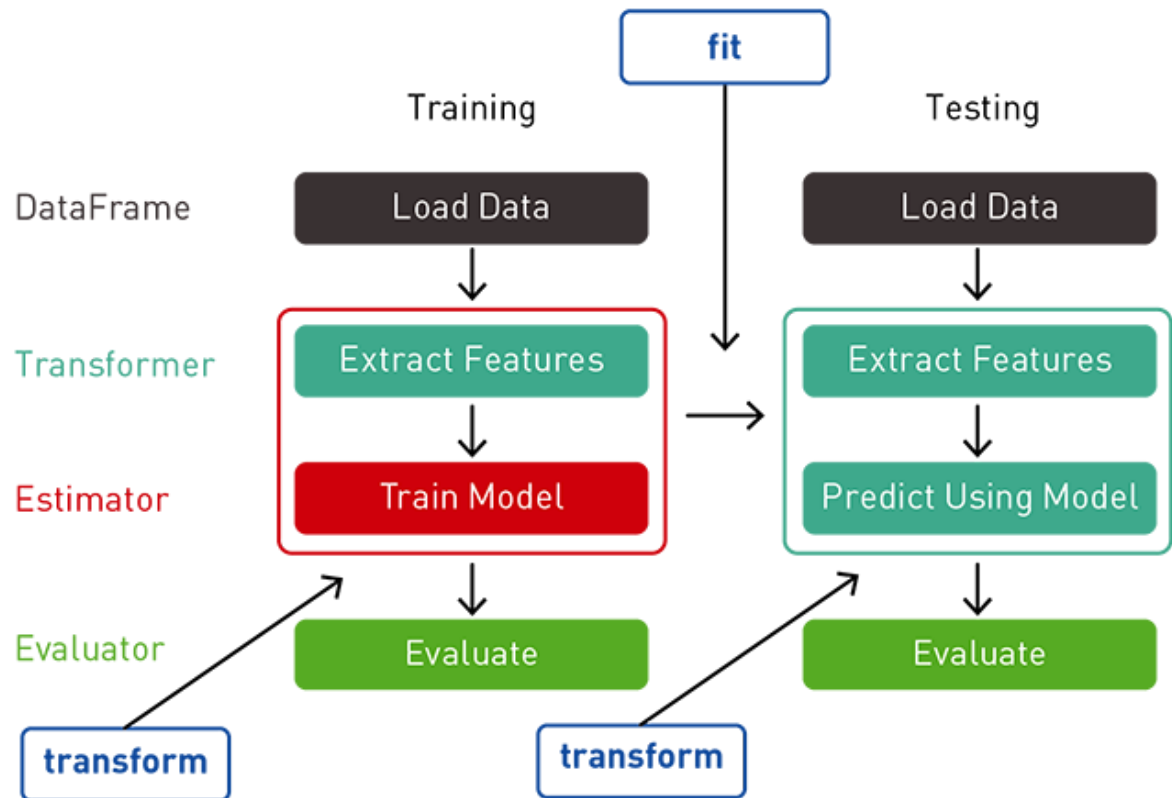 fit
Training
Testing
DataFrame
Load Data
Load Data
Transformer
Extract Features
Extract Features
Estimator
Train Model
Predict Using Model
Evaluator
Evaluate
Evaluate
transform
transform